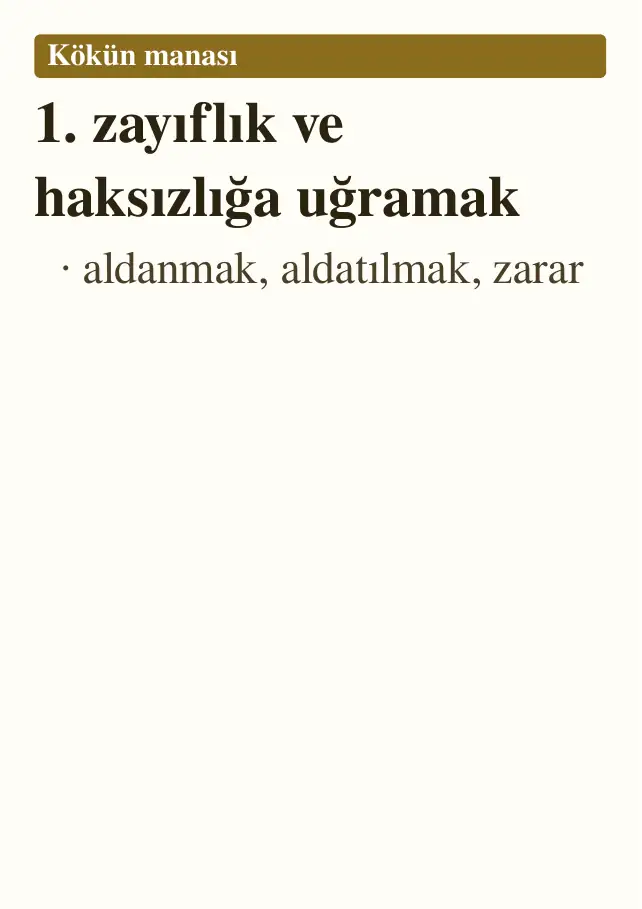 Kökün manası
1. zayıflık ve
haksızlığa uğramak
· aldanmak, aldatılmak, zarar